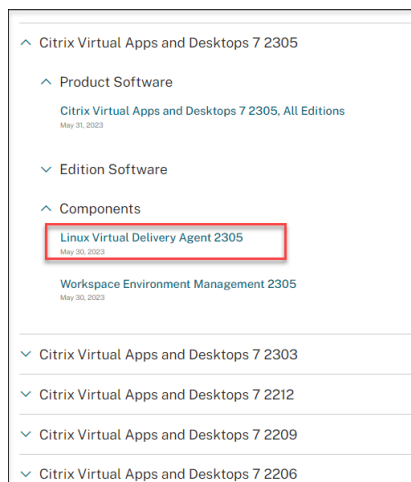 Citrix Virtual Apps and Desktops 7 2305
Product Software
Citrix Virtual Apps and Desktops 7 2305, All Editions
May 31, 2023
Edition Software
Components
Linux Virtual Delivery Agent 2305
May 30, 2023
Workspace Environment Management 2305
May 30, 2023
Citrix Virtual Apps and Desktops 7 2303
Citrix Virtual Apps and Desktops 7 2212
Citrix Virtual Apps and Desktops 7 2209
Citrix Virtual Apps and Desktops 7 2206